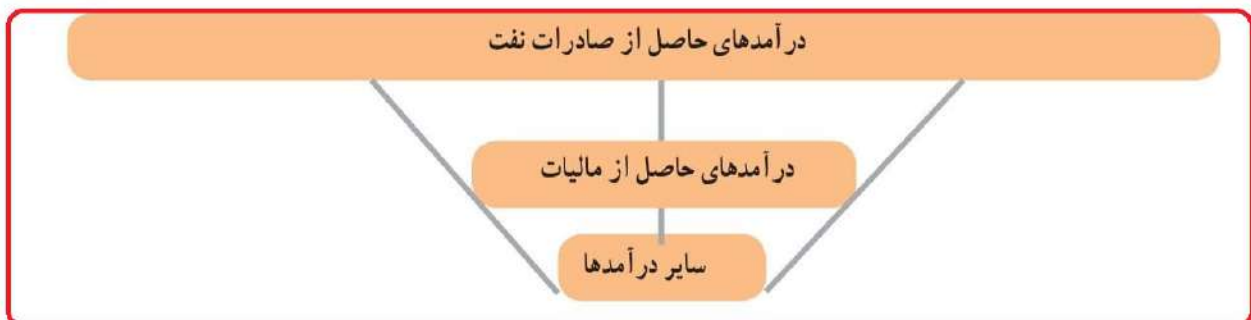 درآمدهای حاصل از صادرات نفت
درآمدهای حاصل از مالیات
سایر درآمدها